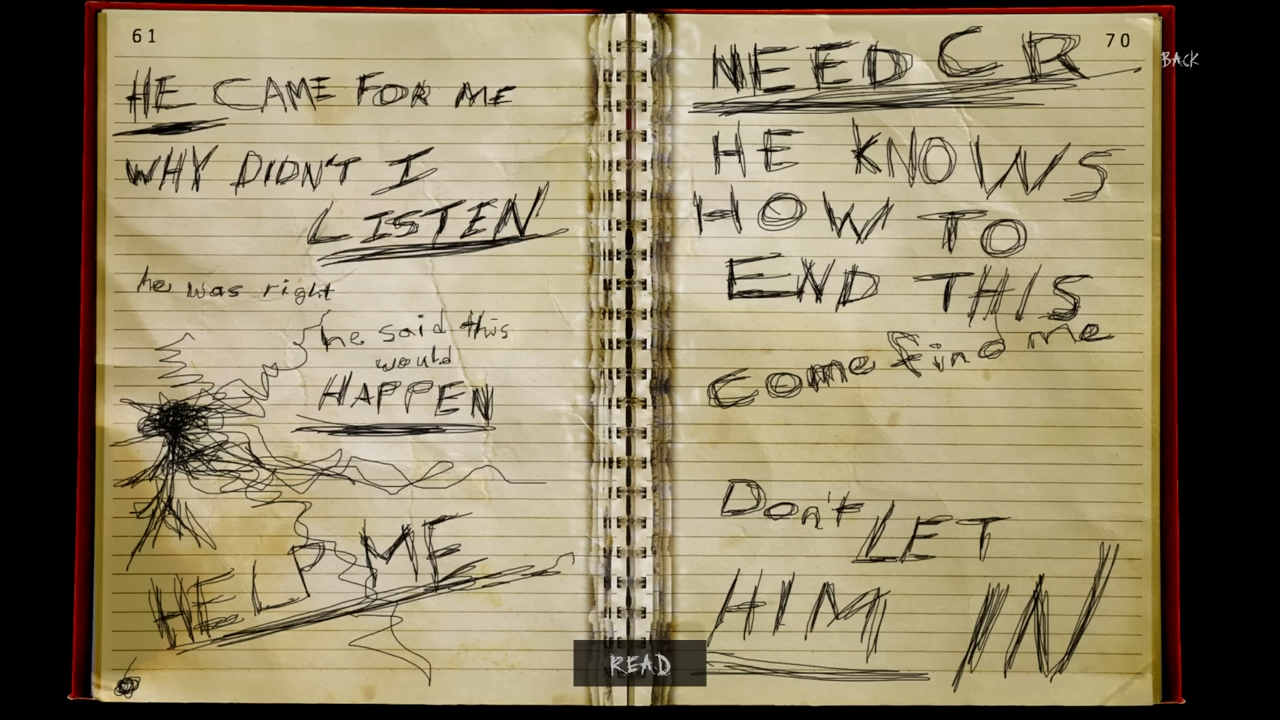 61
HE CAME FOR ME
WHY DIDN'T I
LISTEN
he was right
he said this
would
HAPPEN
HELP ME
70
BACK
NEED CR
HE KNOWS
HOW TO
END THIS
come find me
Don't LET
HIM IN
READ